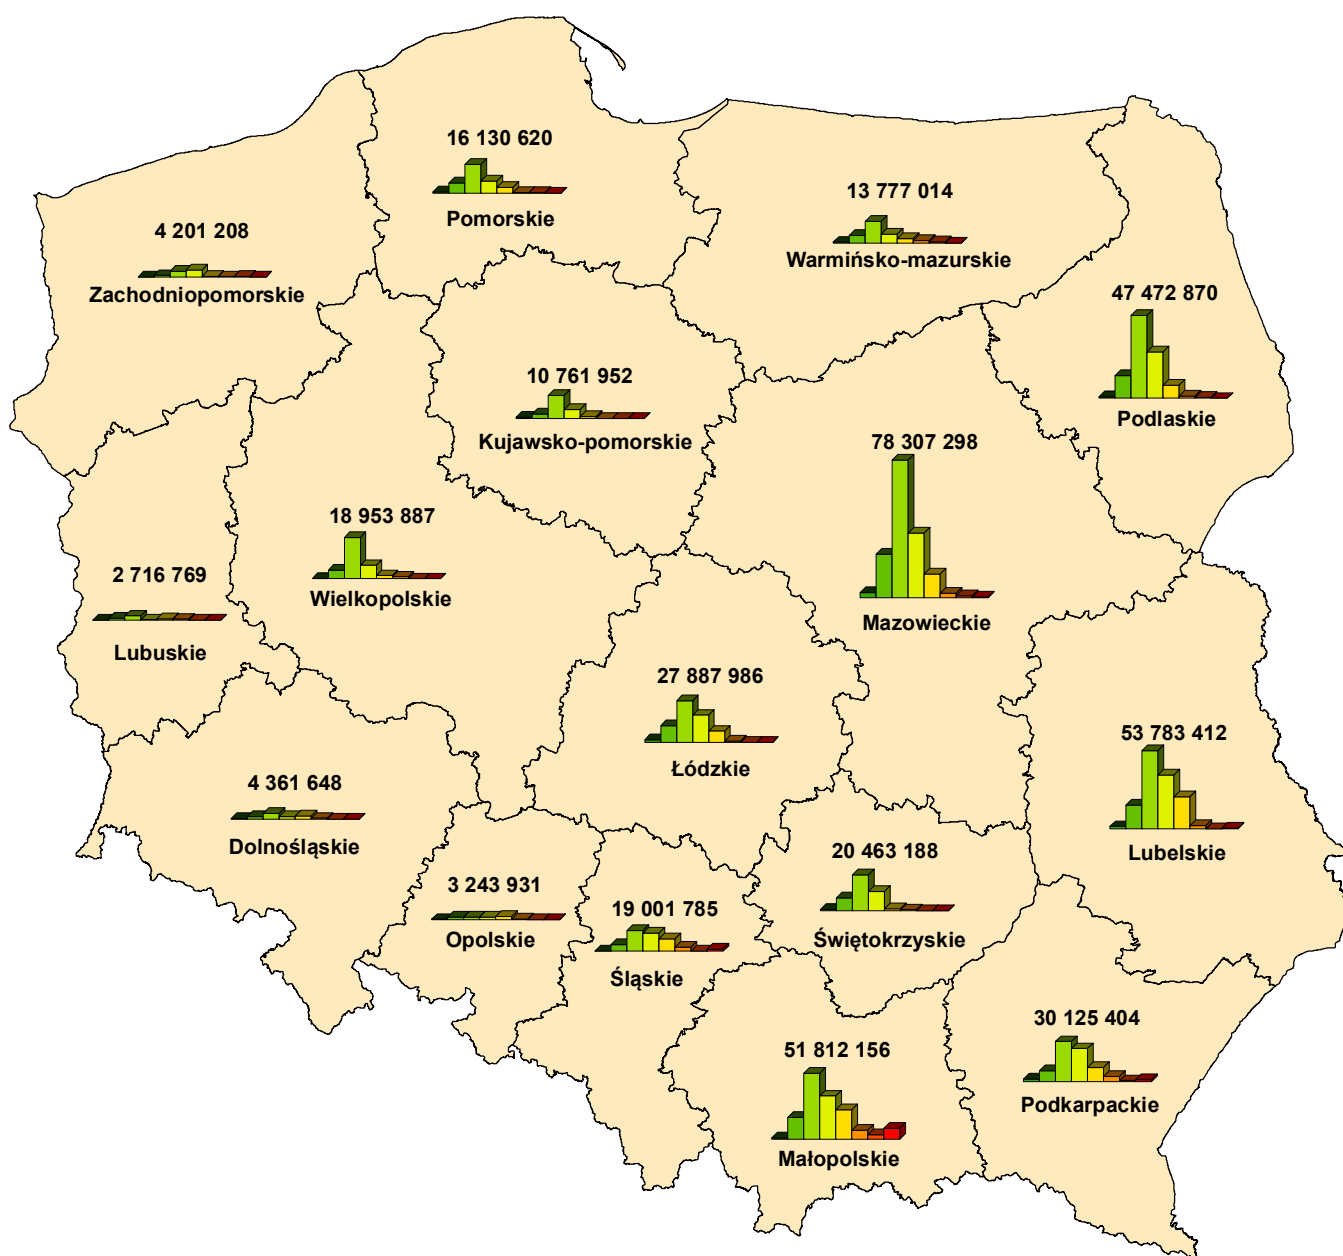 16 130 620
Pomorskie
13 777 014
Warmińsko-mazurskie
4 201 208
Zachodniopomorskie
47 472 870
Podlaskie
10 761 952
Kujawsko-pomorskie
78 307 298
Mazowieckie
18 953 887
Wielkopolskie
2 716 769
Lubuskie
27 887 986
Łódzkie
53 783 412
Lubelskie
4 361 648
Dolnośląskie
20 463 188
Świętokrzyskie
3 243 931
Opolskie
19 001 785
Śląskie
30 125 404
Podkarpackie
51 812 156
Małopolskie